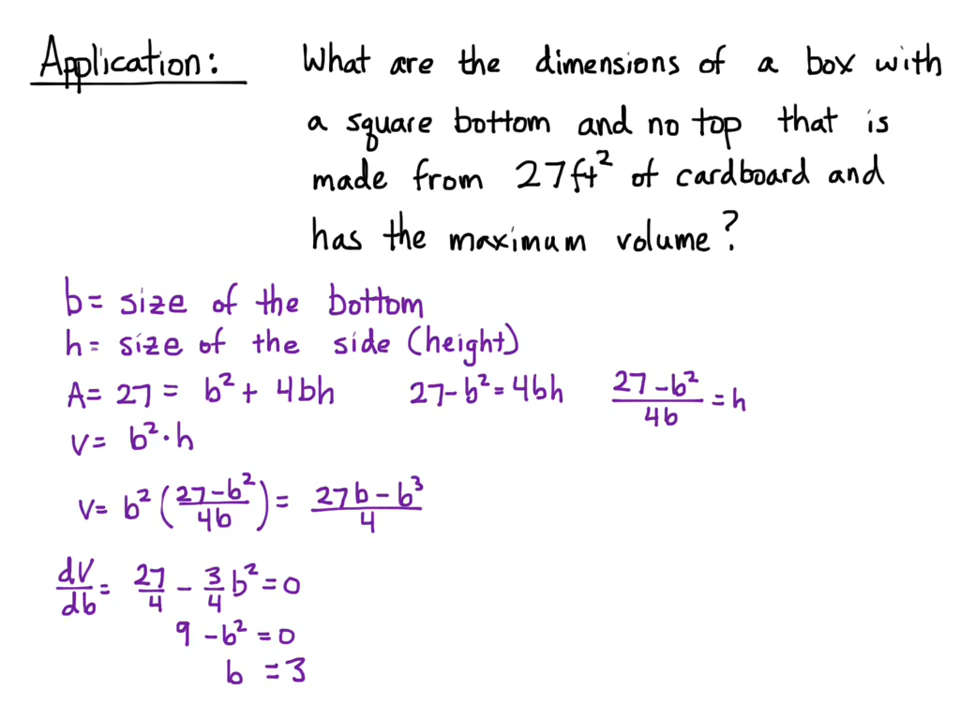 Application: What are the dimensions of a box with
a square bottom and no top that is
made from 27ft² of cardboard and
has the maximum volume?
b = size of the bottom
h = size of the side (height)
A = 27 = b² + 4bh 27 - b² = 4bh (27 - b²)/4b = h
V = b² · h
V = b² ((27 - b²)/4b) = (27b - b³)/4
dV/db = 27/4 - 3/4 b² = 0
9 - b² = 0
b = 3